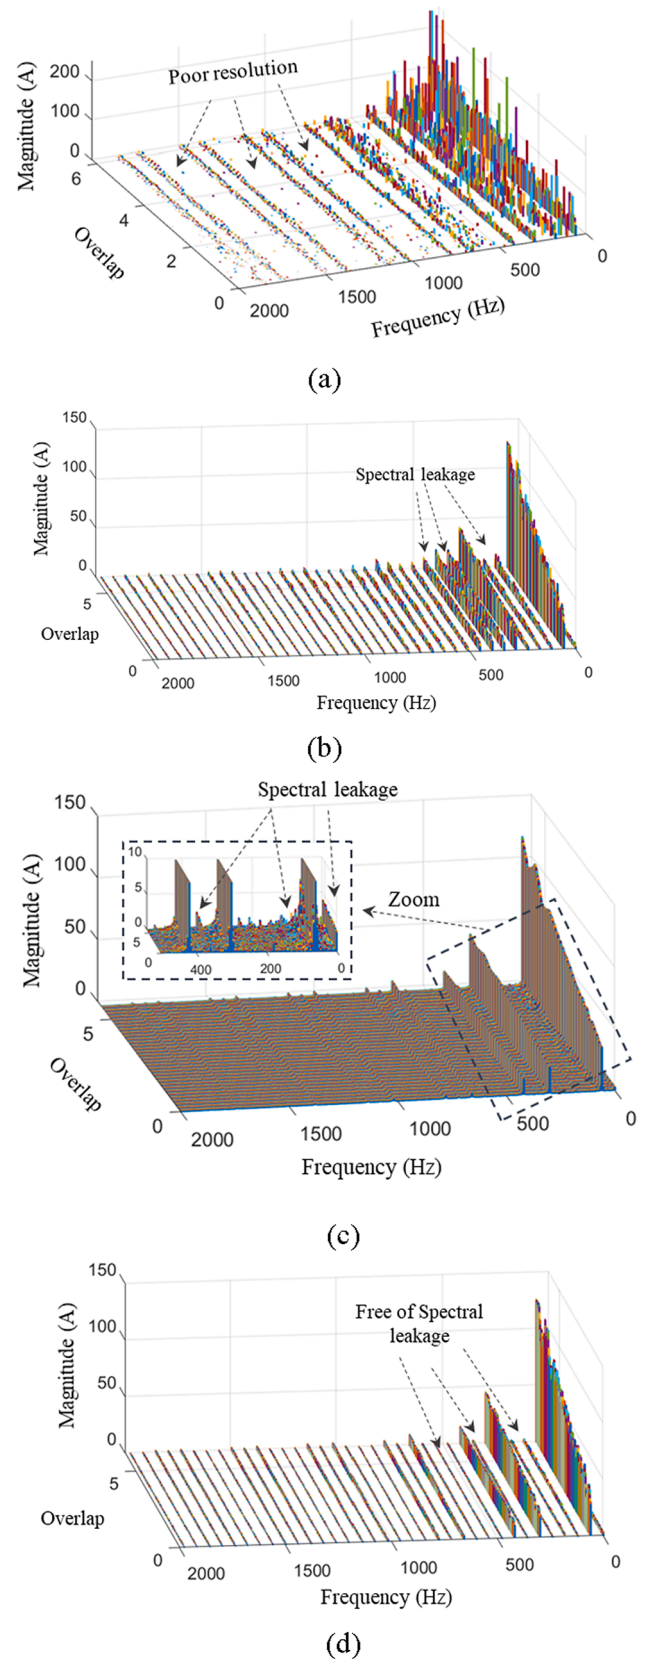 Poor resolution
Magnitude (A)
200
100
0
6
4
2
0
Overlap
2000
1500
1000
500
0
Frequency (Hz)
(a)
150
100
50
0
Magnitude (A)
Spectral leakage
5
0
Overlap
2000
1500
1000
500
0
Frequency (Hz)
(b)
Spectral leakage
150
100
50
0
Magnitude (A)
10
5
0
5
0
400
200
0
Zoom
5
0
Overlap
2000
1500
1000
500
0
Frequency (Hz)
(c)
150
100
50
0
Magnitude (A)
Free of Spectral
leakage
5
0
Overlap
2000
1500
1000
500
0
Frequency (Hz)
(d)